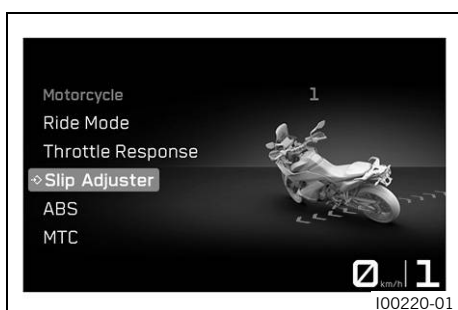 Motorcycle
1
Ride Mode
Throttle Response
Slip Adjuster
ABS
MTC
0 km/h 1
I00220-01